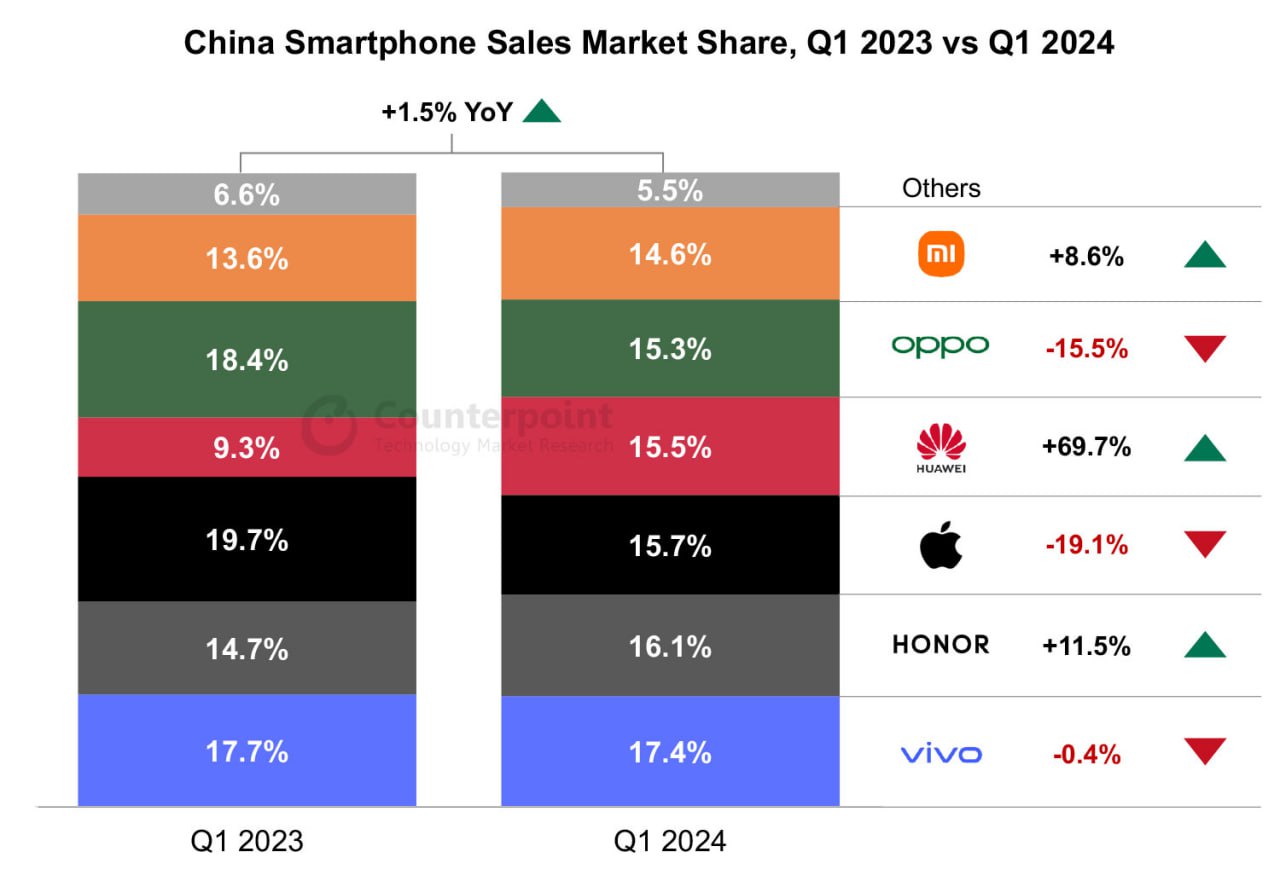 China Smartphone Sales Market Share, Q1 2023 vs Q1 2024
+1.5% YoY
6.6%
5.5%
Others
13.6%
14.6%
mi
+8.6%
18.4%
15.3%
oppo
-15.5%
Counterpoint
Technology Market Research
9.3%
15.5%
HUAWEI
+69.7%
19.7%
15.7%
-19.1%
14.7%
16.1%
HONOR
+11.5%
17.7%
17.4%
vivo
-0.4%
Q1 2023
Q1 2024